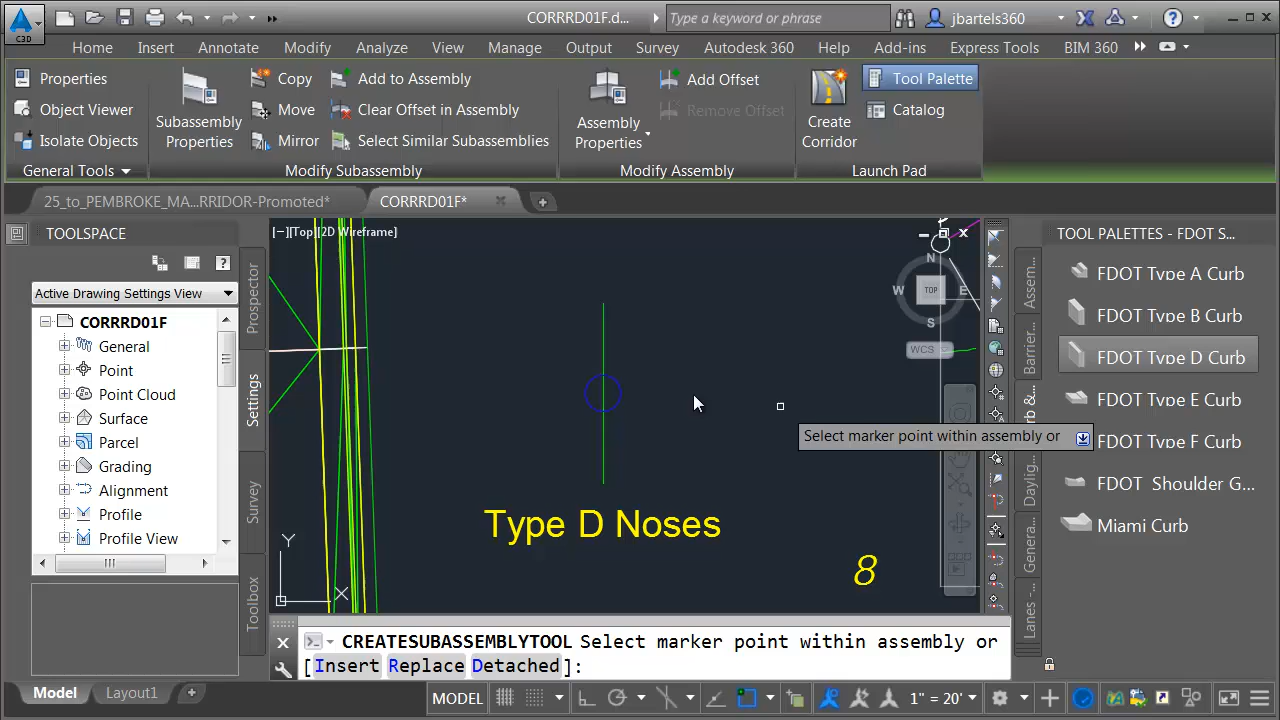 CORRRD01F.d...
Type a keyword or phrase
jbartels360
C3D
Home Insert Annotate Modify Analyze View Manage Output Survey Autodesk 360 Help Add-ins Express Tools BIM 360
Properties
Object Viewer
Isolate Objects
General Tools
Subassembly
Properties
Copy
Move
Mirror
Add to Assembly
Clear Offset in Assembly
Select Similar Subassemblies
Modify Subassembly
Assembly
Properties
Add Offset
Remove Offset
Modify Assembly
Create
Corridor
Tool Palette
Catalog
Launch Pad
25_to_PEMBROKE_MA...RRIDOR-Promoted*
CORRRD01F*
TOOLSPACE
Active Drawing Settings View
CORRRD01F
General
Point
Point Cloud
Surface
Parcel
Grading
Alignment
Profile
Profile View
Prospector
Settings
Survey
Toolbox
[−][Top][2D Wireframe]
N
W TOP E
S
WCS
Select marker point within assembly or
Type D Noses
8
Y
X
TOOL PALETTES - FDOT S...
Assem...
Barrier...
Curb &...
Daylig...
Genera...
Lanes -...
FDOT Type A Curb
FDOT Type B Curb
FDOT Type D Curb
FDOT Type E Curb
FDOT Type F Curb
FDOT Shoulder G...
Miami Curb
CREATESUBASSEMBLYTOOL Select marker point within assembly or
[Insert Replace Detached]:
Model Layout1
MODEL
1" = 20'